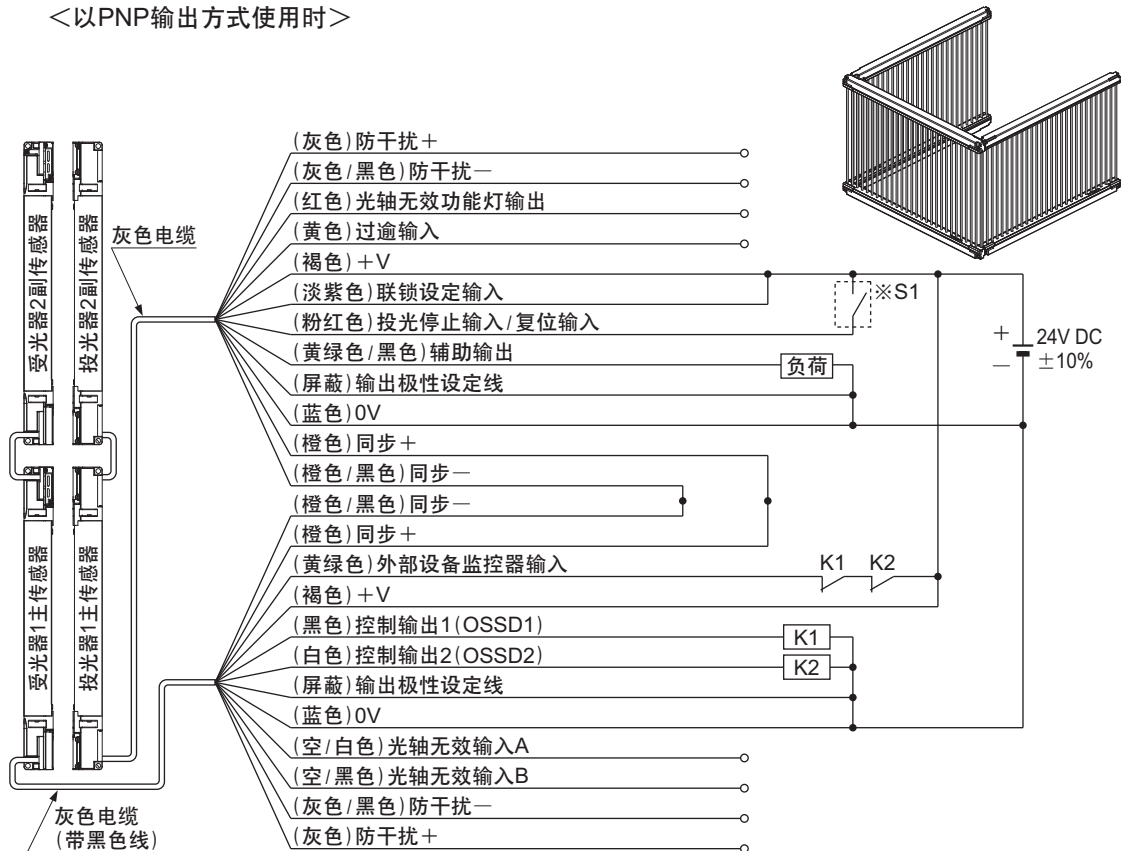 ＜以PNP输出方式使用时＞
受光器2副传感器
投光器2副传感器
受光器1主传感器
投光器1主传感器
灰色电缆
(灰色)防干扰＋
(灰色/黑色)防干扰－
(红色)光轴无效功能灯输出
(黄色)过逾输入
(褐色)＋V
(淡紫色)联锁设定输入
(粉红色)投光停止输入/复位输入
(黄绿色/黑色)辅助输出
(屏蔽)输出极性设定线
(蓝色)0V
(橙色)同步＋
(橙色/黑色)同步－
※S1
负荷
＋
－
24V DC
±10%
(橙色/黑色)同步－
(橙色)同步＋
(黄绿色)外部设备监控器输入
K1 K2
(褐色)＋V
(黑色)控制输出1(OSSD1)
K1
(白色)控制输出2(OSSD2)
K2
(屏蔽)输出极性设定线
(蓝色)0V
(空/白色)光轴无效输入A
(空/黑色)光轴无效输入B
(灰色/黑色)防干扰－
(灰色)防干扰＋
灰色电缆
(带黑色线)